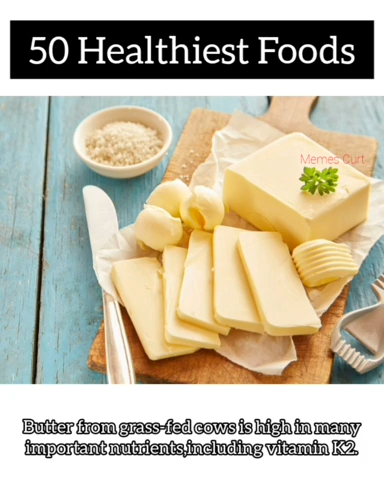 50 Healthiest Foods
Memes Curt
Butter from grass-fed cows is high in many
important nutrients,including vitamin K2.